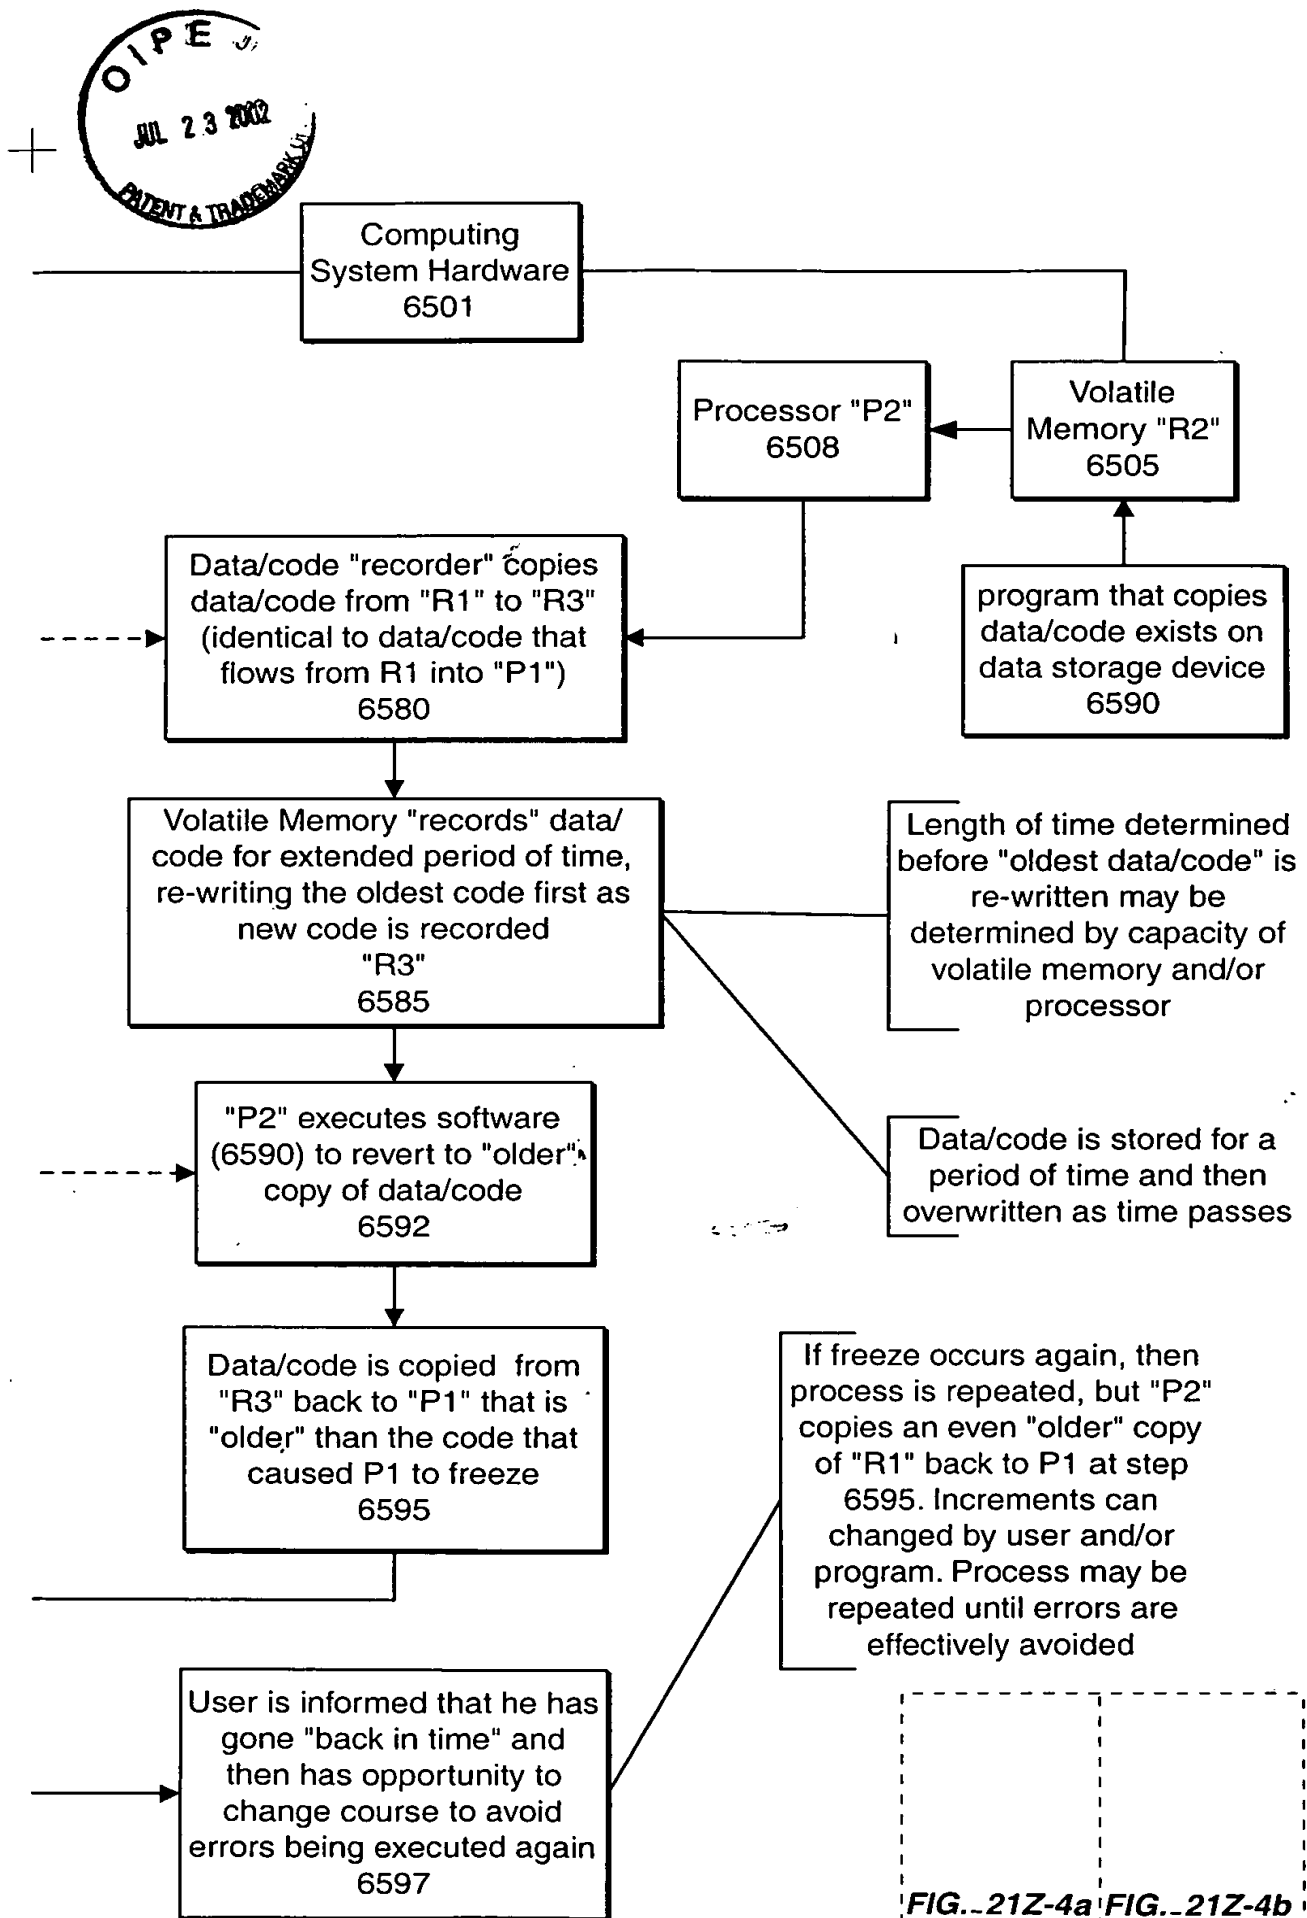 OIPE
JUL 23 2002
PATENT & TRADEMARK
Computing
System Hardware
6501
Processor "P2"
6508
Volatile
Memory "R2"
6505
Data/code "recorder" copies
data/code from "R1" to "R3"
(identical to data/code that
flows from R1 into "P1")
6580
program that copies
data/code exists on
data storage device
6590
Volatile Memory "records" data/
code for extended period of time,
re-writing the oldest code first as
new code is recorded
"R3"
6585
Length of time determined
before "oldest data/code" is
re-written may be
determined by capacity of
volatile memory and/or
processor
"P2" executes software
(6590) to revert to "older"
copy of data/code
6592
Data/code is stored for a
period of time and then
overwritten as time passes
Data/code is copied from
"R3" back to "P1" that is
"older" than the code that
caused P1 to freeze
6595
If freeze occurs again, then
process is repeated, but "P2"
copies an even "older" copy
of "R1" back to P1 at step
6595. Increments can
changed by user and/or
program. Process may be
repeated until errors are
effectively avoided
User is informed that he has
gone "back in time" and
then has opportunity to
change course to avoid
errors being executed again
6597
FIG._21Z-4a FIG._21Z-4b